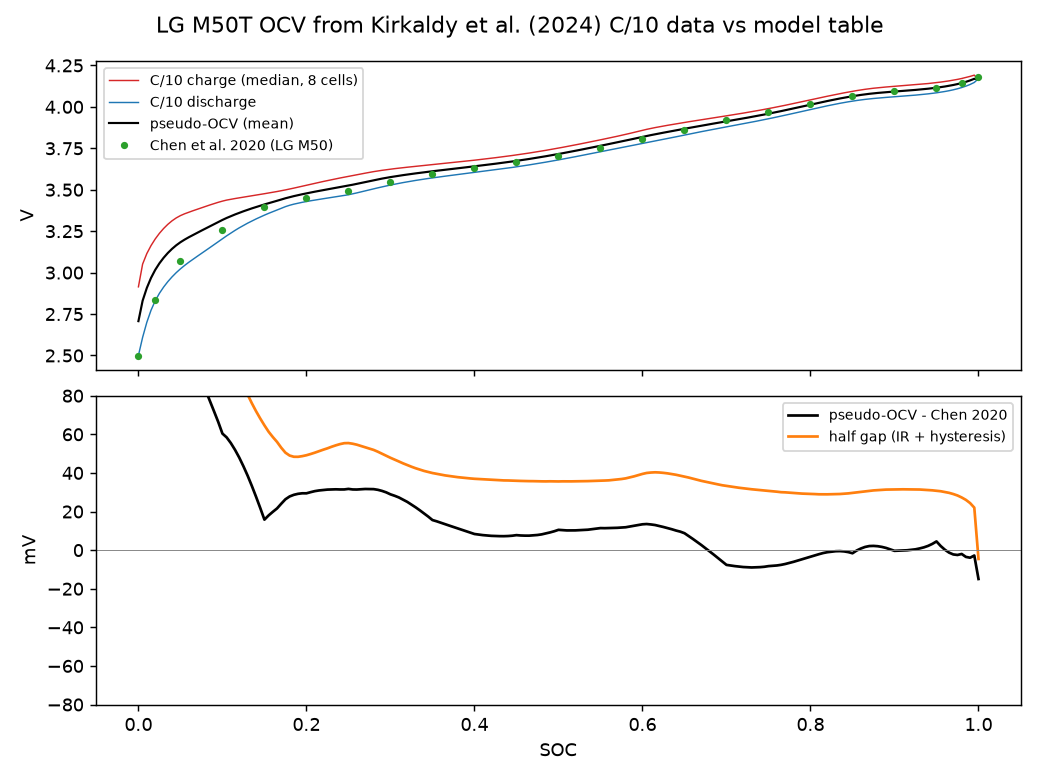 LG M50T OCV from Kirkaldy et al. (2024) C/10 data vs model table
4.25
4.00
3.75
3.50
3.25
3.00
2.75
2.50
V
C/10 charge (median, 8 cells)
C/10 discharge
pseudo-OCV (mean)
Chen et al. 2020 (LG M50)
80
60
40
20
0
−20
−40
−60
−80
mV
pseudo-OCV - Chen 2020
half gap (IR + hysteresis)
0.0 0.2 0.4 0.6 0.8 1.0
SOC